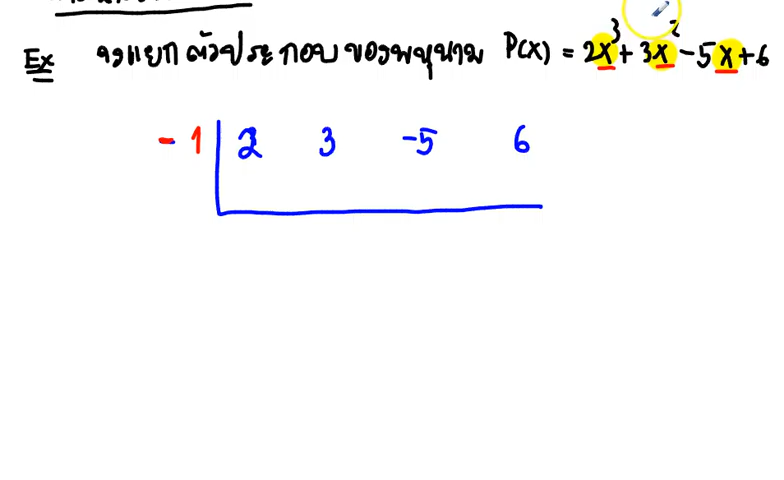 Ex จงแยกตัวประกอบของพหุนาม P(x) = 2x³ + 3x² - 5x + 6
- 1 2 3 -5 6